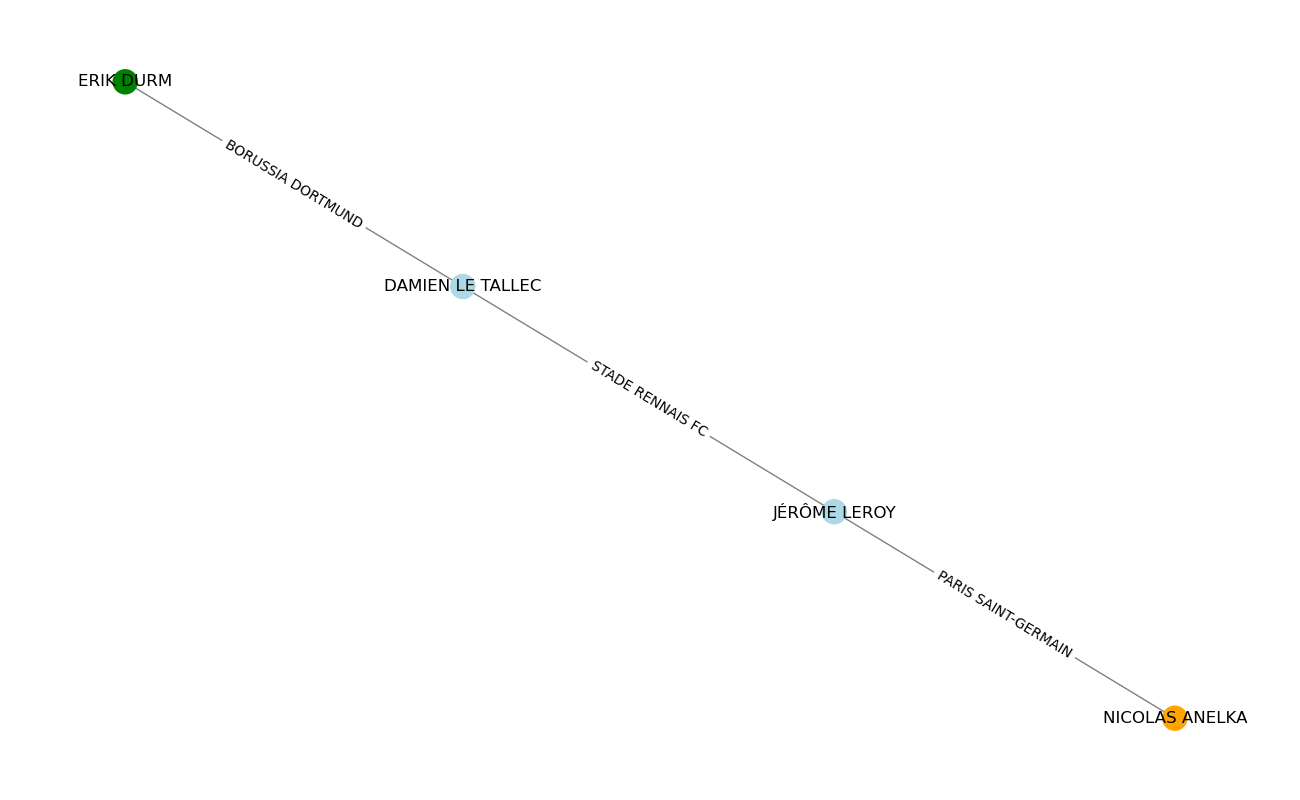 ERIK DURM
BORUSSIA DORTMUND
DAMIEN LE TALLEC
STADE RENNAIS FC
JÉRÔME LEROY
PARIS SAINT-GERMAIN
NICOLAS ANELKA